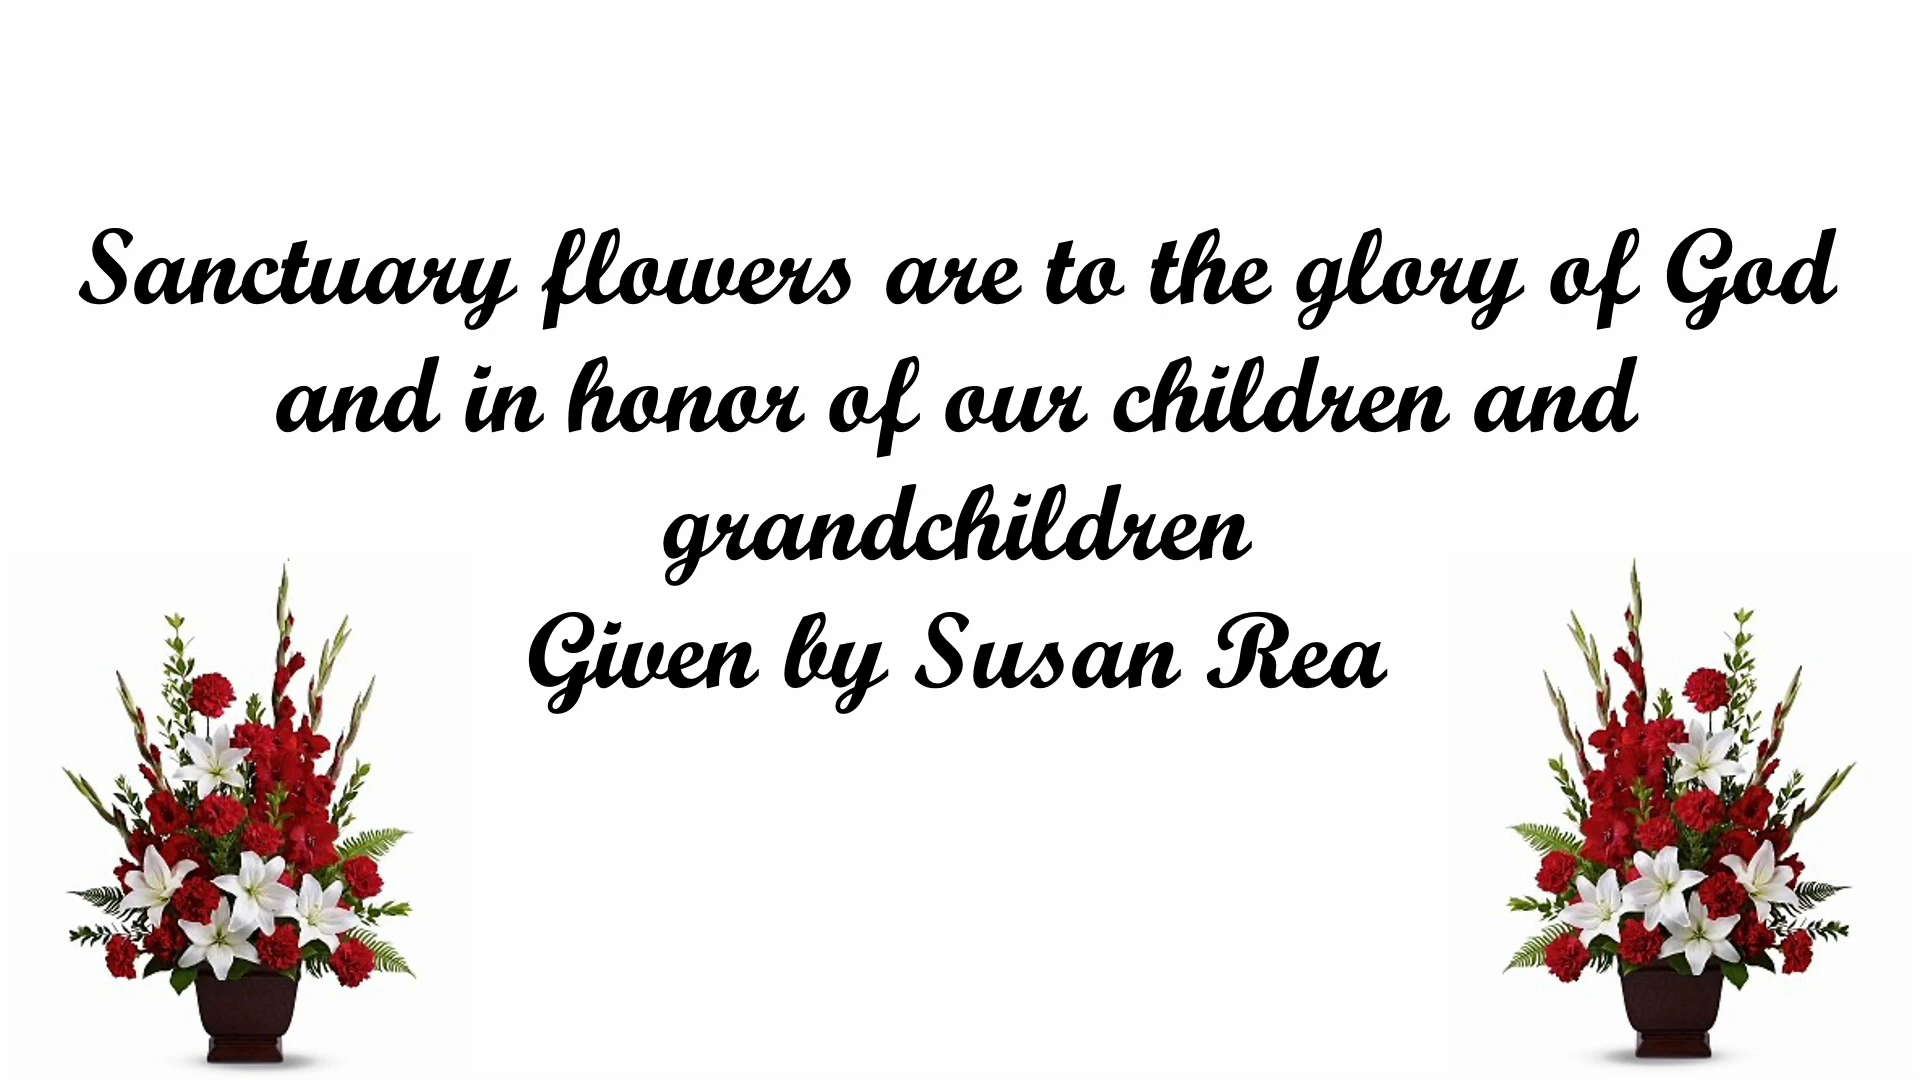 Sanctuary flowers are to the glory of God
and in honor of our children and
grandchildren
Given by Susan Rea